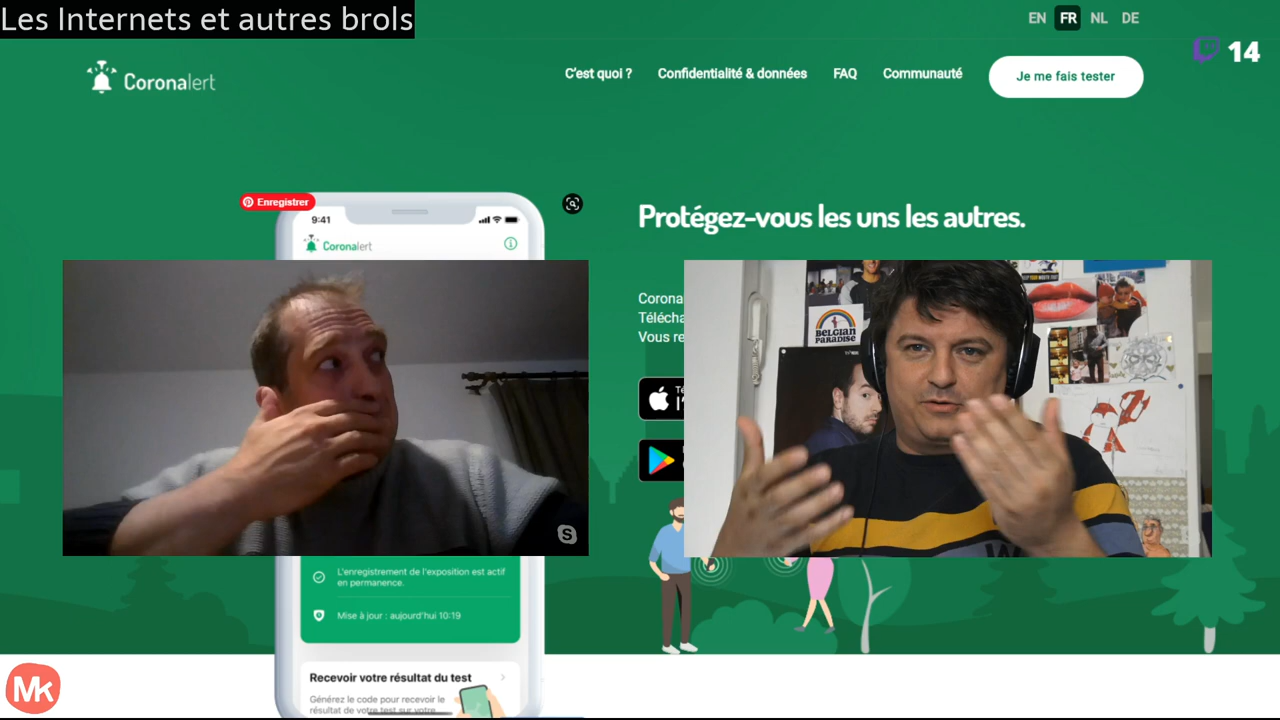 Les Internets et autres brols
EN FR NL DE
14
Coronalert
C'est quoi ? Confidentialité & données FAQ Communauté Je me fais tester
Enregistrer
9:41
Coronalert
Protégez-vous les uns les autres.
Corona
Télécha
Vous re
BELGIAN
PARADISE
L'enregistrement de l'exposition est actif
en permanence.
Mise à jour : aujourd'hui 10:19
Recevoir votre résultat du test
Générez le code pour recevoir le
résultat de votre test sur votre
MK